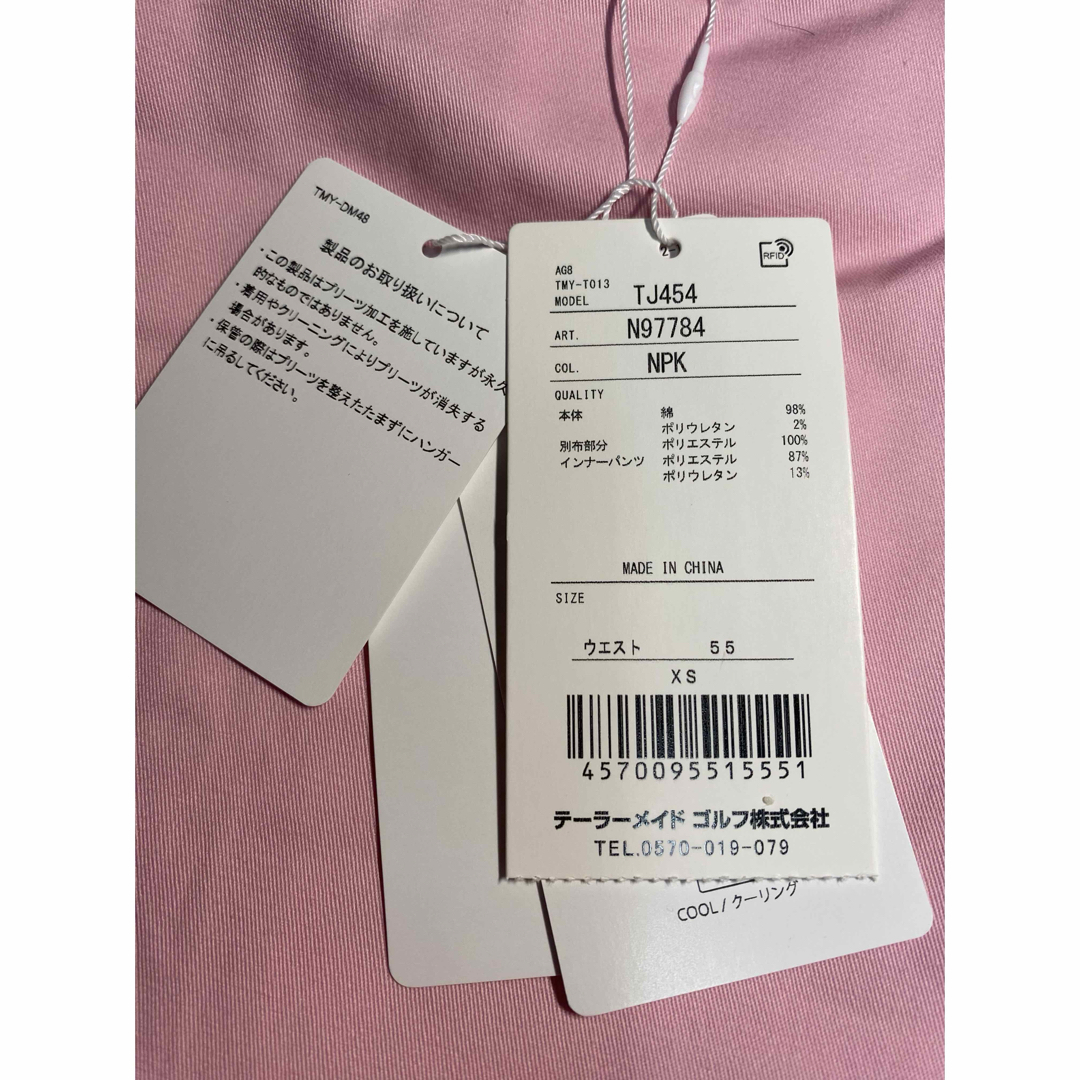 TMY-DM48
製品のお取り扱いについて
・この製品はプリーツ加工を施していますが永久
的なものではありません。
・着用やクリーニングによりプリーツが消失する
場合があります。
・保管の際はプリーツを整えたたまずにハンガー
に吊るしてください。
RFID
AG8
TMY-T013
MODEL TJ454
ART. N97784
COL. NPK
QUALITY
本体 綿 98%
ポリウレタン 2%
別布部分 ポリエステル 100%
インナーパンツ ポリエステル 87%
ポリウレタン 13%
MADE IN CHINA
SIZE
ウエスト 55
XS
4570095515551
テーラーメイド ゴルフ株式会社
TEL.0570-019-079
COOL/クーリング